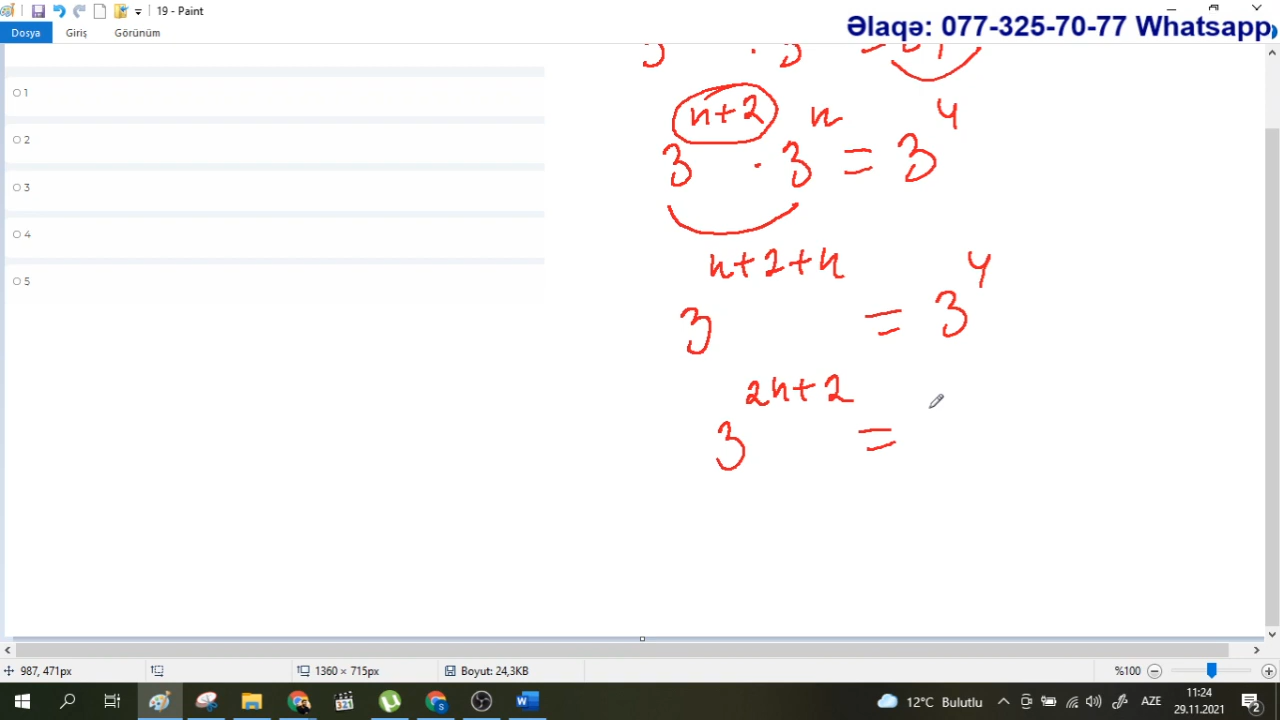 19 - Paint
Əlaqə: 077-325-70-77 Whatsapp
Dosya Giriş Görünüm
1
2
3
4
5
3^{n+2} · 3^n = 3^4
3^{n+2+n} = 3^4
3^{2n+2} =
987, 471px
1360 × 715px
Boyut: 24,3KB
%100
12°C Bulutlu
AZE
11:24
29.11.2021
2